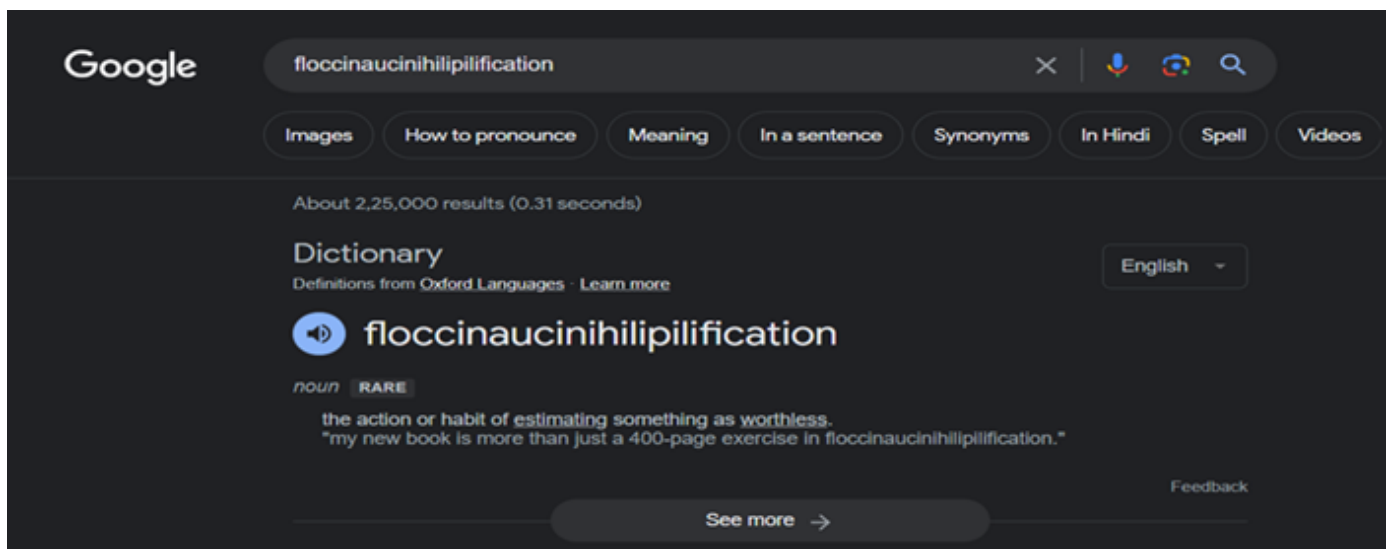 Google
floccinaucinihilipilification
Images How to pronounce Meaning In a sentence Synonyms In Hindi Spell Videos
About 2,25,000 results (0.31 seconds)
Dictionary
English
Definitions from Oxford Languages · Learn more
floccinaucinihilipilification
noun RARE
the action or habit of estimating something as worthless.
"my new book is more than just a 400-page exercise in floccinaucinihilipilification."
Feedback
See more →